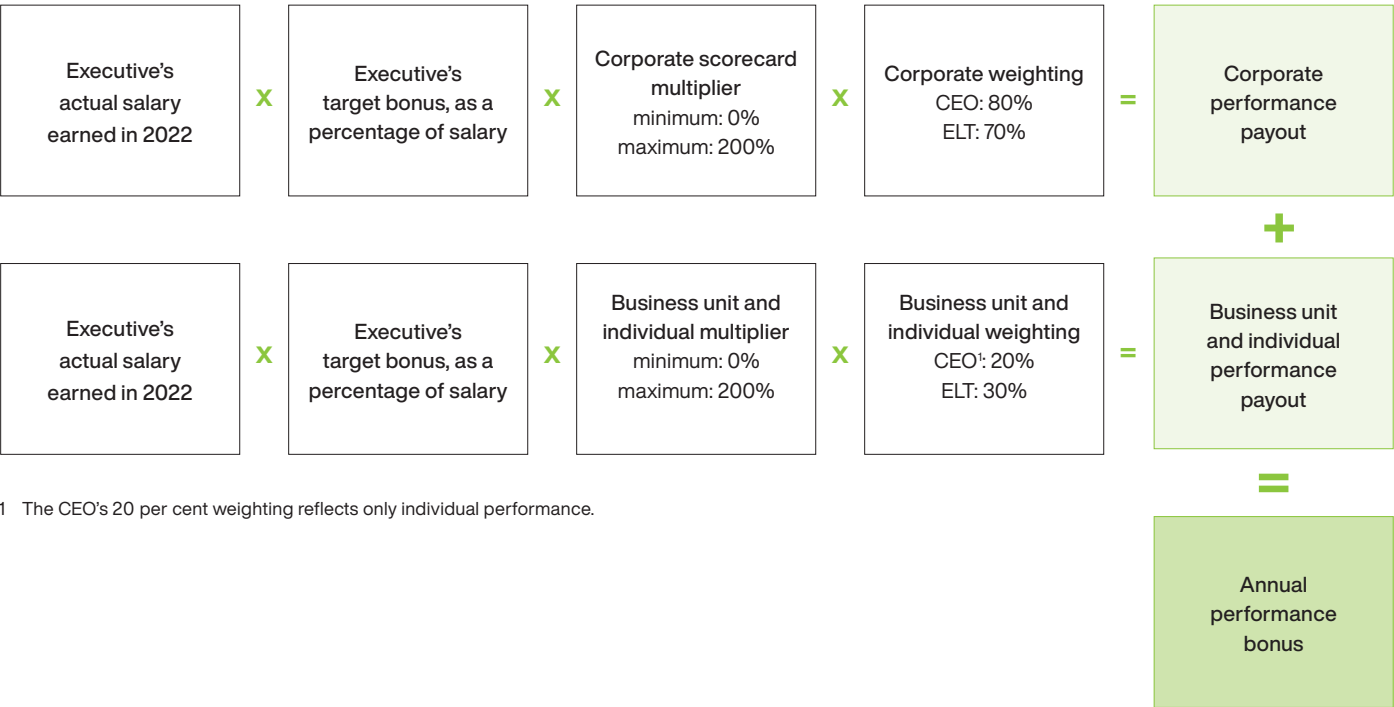 Executive's
actual salary
earned in 2022
x
Executive's
target bonus, as a
percentage of salary
x
Corporate scorecard
multiplier
minimum: 0%
maximum: 200%
x
Corporate weighting
CEO: 80%
ELT: 70%
=
Corporate
performance
payout
+
Executive's
actual salary
earned in 2022
x
Executive's
target bonus, as a
percentage of salary
x
Business unit and
individual multiplier
minimum: 0%
maximum: 200%
x
Business unit and
individual weighting
CEO¹: 20%
ELT: 30%
=
Business unit
and individual
performance
payout
=
1 The CEO's 20 per cent weighting reflects only individual performance.
Annual
performance
bonus